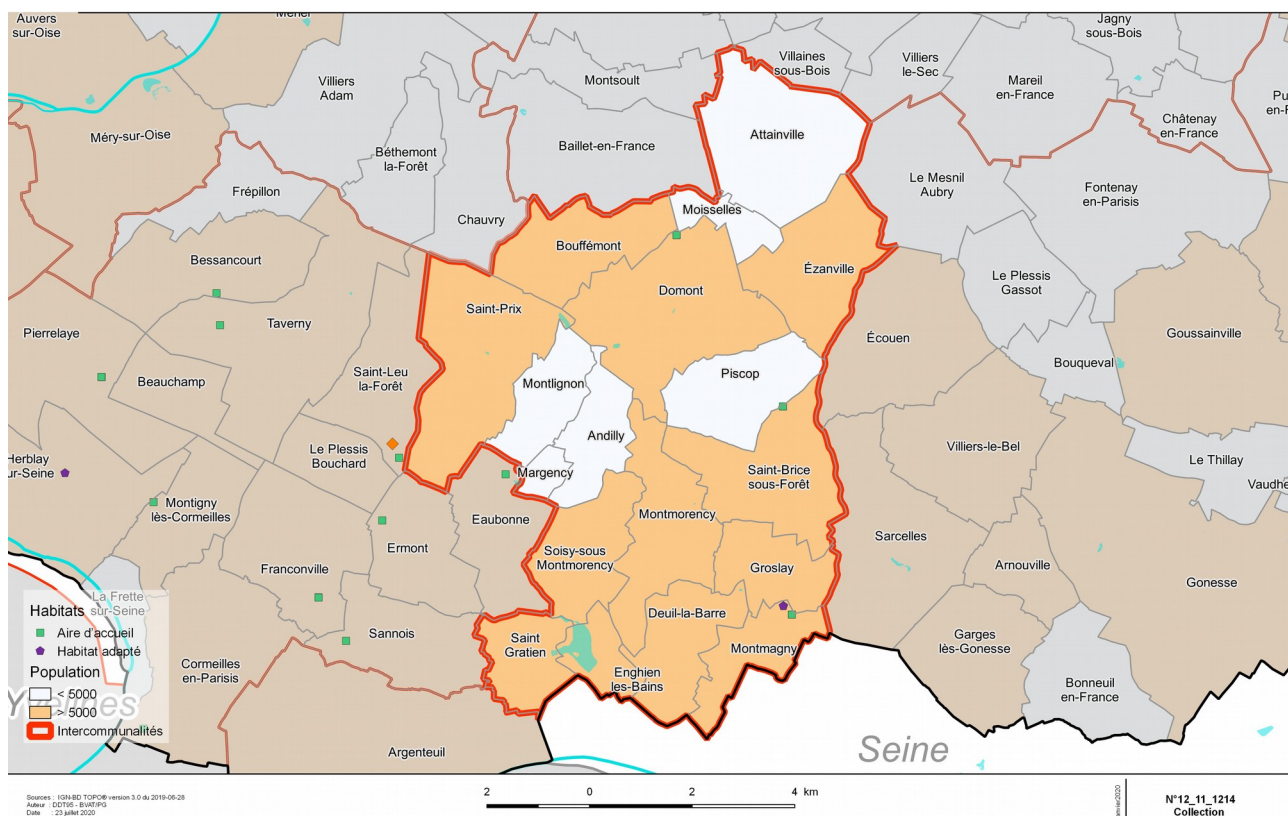 Auvers
sur-Oise
Mériel
Jagny
sous-Bois
Villaines
sous-Bois
Villiers
le-Sec
Montsoult
Villiers
Adam
Mareil
en-France
Châtenay
en-France
Méry-sur-Oise
Attainville
Baillet-en-France
Béthemont
la-Forêt
Le Mesnil
Aubry
Fontenay
en-Parisis
Frépillon
Chauvry
Moisselles
Bouffémont
Bessancourt
Ézanville
Le Plessis
Gassot
Domont
Saint-Prix
Pierrelaye
Taverny
Écouen
Goussainville
Bouqueval
Saint-Leu
la-Forêt
Piscop
Beauchamp
Montlignon
Andilly
Villiers-le-Bel
Le Plessis
Bouchard
Herblay
sur-Seine
Margency
Saint-Brice
sous-Forêt
Le Thillay
Vaudhe
Montigny
lès-Cormeilles
Montmorency
Eaubonne
Sarcelles
Ermont
Soisy-sous
Montmorency
Arnouville
Franconville
Groslay
Gonesse
La Frette
sur-Seine
Deuil-la-Barre
Sannois
Saint
Gratien
Garges
lès-Gonesse
Montmagny
Cormeilles
en-Parisis
Enghien
les-Bains
Bonneuil
en-France
Yvelines
Argenteuil
Seine
Habitats
Aire d'accueil
Habitat adapté
Population
< 5000
> 5000
Intercommunalités
Sources : IGN-BD TOPO® version 3.0 du 2019-06-28
Auteur : DDT95 - BVAT/PG
Date : 23 juillet 2020
2 0 2 4 km
N°12_11_1214
Collection